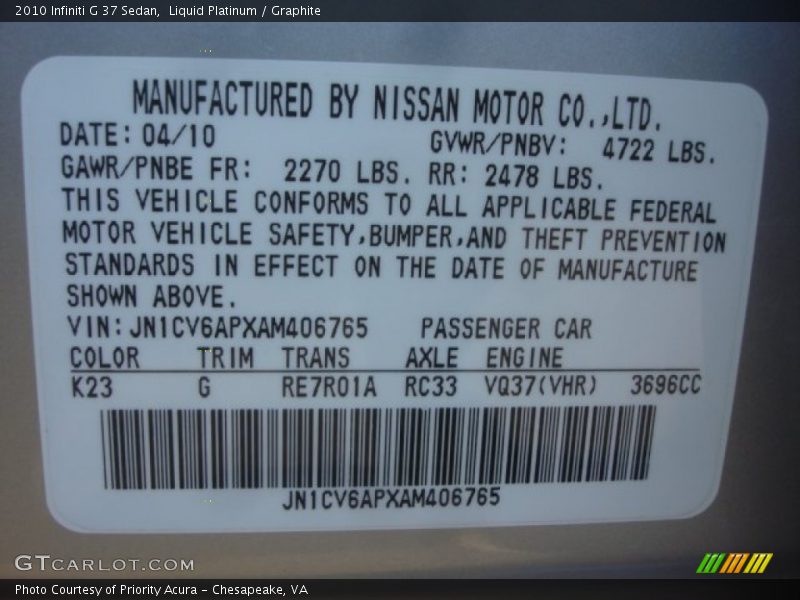 2010 Infiniti G 37 Sedan,  Liquid Platinum / Graphite
MANUFACTURED BY NISSAN MOTOR CO.,LTD.
DATE: 04/10 GVWR/PNBV: 4722 LBS.
GAWR/PNBE FR: 2270 LBS. RR: 2478 LBS.
THIS VEHICLE CONFORMS TO ALL APPLICABLE FEDERAL
MOTOR VEHICLE SAFETY,BUMPER,AND THEFT PREVENTION
STANDARDS IN EFFECT ON THE DATE OF MANUFACTURE
SHOWN ABOVE.
VIN: JN1CV6APXAM406765 PASSENGER CAR
COLOR TRIM TRANS AXLE ENGINE
K23 G RE7R01A RC33 VQ37(VHR) 3696CC
JN1CV6APXAM406765
GTCARLOT.COM
Photo Courtesy of Priority Acura - Chesapeake, VA